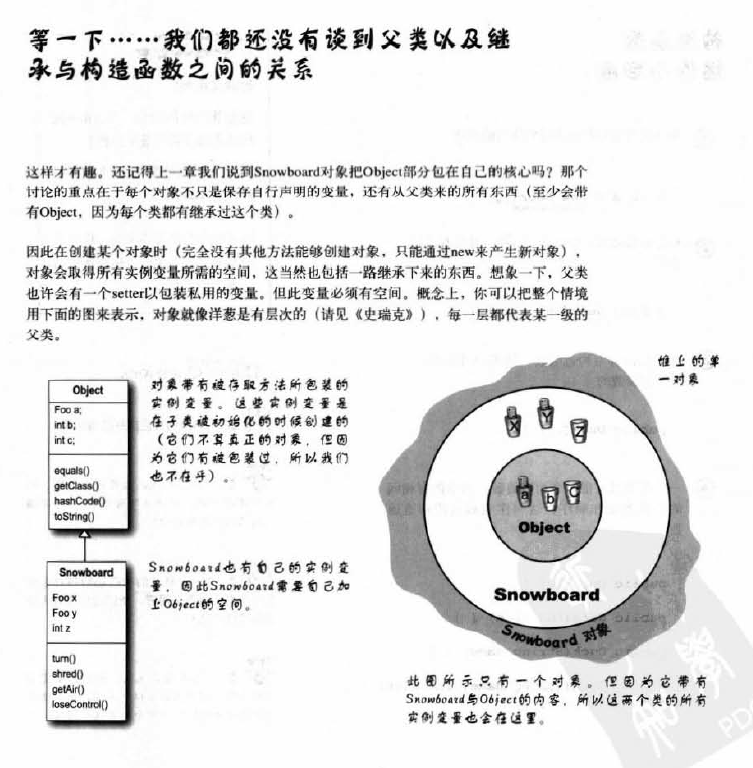 等一下……我们都还没有谈到父类以及继
承与构造函数之间的关系
这样才有趣。还记得上一章我们说到Snowboard对象把Object部分包在自己的核心吗？那个
讨论的重点在于每个对象不只是保存自行声明的变量，还有从父类来的所有东西（至少会带
有Object，因为每个类都有继承过这个类）。
因此在创建某个对象时（完全没有其他方法能够创建对象，只能通过new来产生新对象），
对象会取得所有实例变量所需的空间，这当然也包括一路继承下来的东西。想象一下，父类
也许会有一个setter以包装私用的变量。但此变量必须有空间。概念上，你可以把整个情境
用下面的图来表示，对象就像洋葱是有层次的（请见《史瑞克》），每一层都代表某一级的
父类。
Object
Foo a;
int b;
int c;
equals()
getClass()
hashCode()
toString()
对象带有被存取方法所包装的
实例变量。这些实例变量是
在子类被初始化的时候创建的
（它们不算真正的对象，但因
为它们有被包装过，所以我们
也不在乎）。
Snowboard
Foo x
Foo y
int z
turn()
shred()
getAir()
loseControl()
Snowboard也有自己的实例变
量，因此Snowboard需要自己加
上Object的空间。
堆上的单
一对象
X
Y
Z
a
b
C
Object
Snowboard
Snowboard 对象
此图所示只有一个对象。但因为它带有
Snowboard与Object的内容，所以这两个类的所有
实例变量也会在这里。